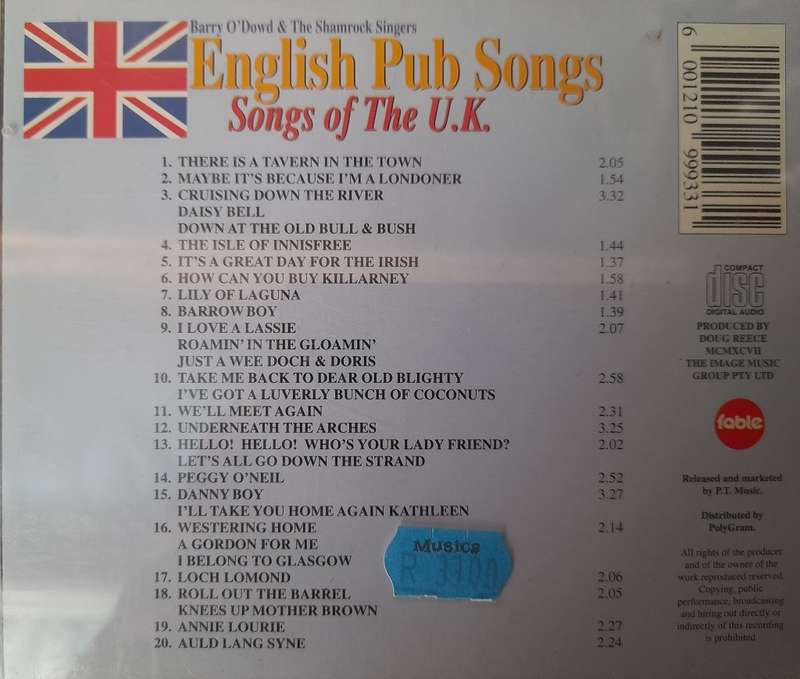 Barry O'Dowd & The Shamrock Singers
English Pub Songs
Songs of The U.K.
1. THERE IS A TAVERN IN THE TOWN 2.05
2. MAYBE IT'S BECAUSE I'M A LONDONER 1.54
3. CRUISING DOWN THE RIVER 3.32
DAISY BELL
DOWN AT THE OLD BULL & BUSH
4. THE ISLE OF INNISFREE 1.44
5. IT'S A GREAT DAY FOR THE IRISH 1.37
6. HOW CAN YOU BUY KILLARNEY 1.58
7. LILY OF LAGUNA 1.41
8. BARROW BOY 1.39
9. I LOVE A LASSIE 2.07
ROAMIN' IN THE GLOAMIN'
JUST A WEE DOCH & DORIS
10. TAKE ME BACK TO DEAR OLD BLIGHTY 2.58
I'VE GOT A LUVERLY BUNCH OF COCONUTS
11. WE'LL MEET AGAIN 2.31
12. UNDERNEATH THE ARCHES 3.25
13. HELLO! HELLO! WHO'S YOUR LADY FRIEND? 2.02
LET'S ALL GO DOWN THE STRAND
14. PEGGY O'NEIL 2.52
15. DANNY BOY 3.27
I'LL TAKE YOU HOME AGAIN KATHLEEN
16. WESTERING HOME 2.14
A GORDON FOR ME
I BELONG TO GLASGOW
17. LOCH LOMOND 2.06
18. ROLL OUT THE BARREL 2.05
KNEES UP MOTHER BROWN
19. ANNIE LOURIE 2.27
20. AULD LANG SYNE 2.24
Musica
R 3100
6 001210 999331
COMPACT
disc
DIGITAL AUDIO
PRODUCED BY
DOUG REECE
MCMXCVII
THE IMAGE MUSIC
GROUP PTY LTD
fable
Released and marketed
by P.T. Music.
Distributed by
PolyGram.
All rights of the producer
and of the owner of the
work reproduced reserved.
Copying, public
performance, broadcasting
and hiring out directly or
indirectly of this recording
is prohibited